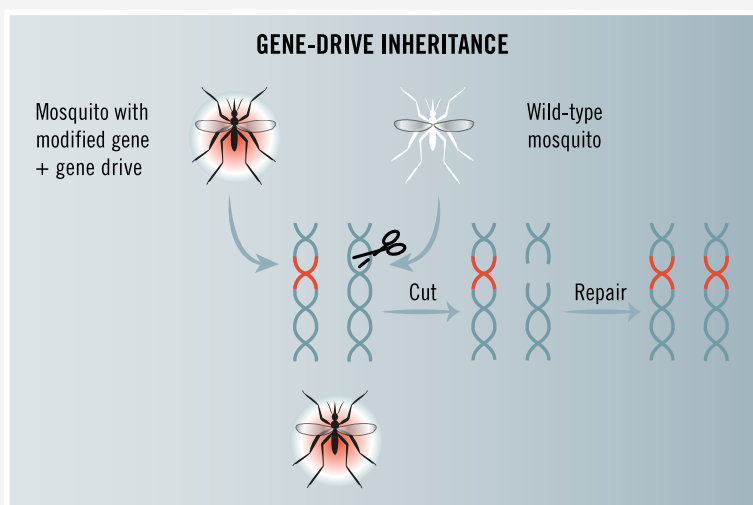 GENE-DRIVE INHERITANCE
Mosquito with
modified gene
+ gene drive
Wild-type
mosquito
Cut
Repair